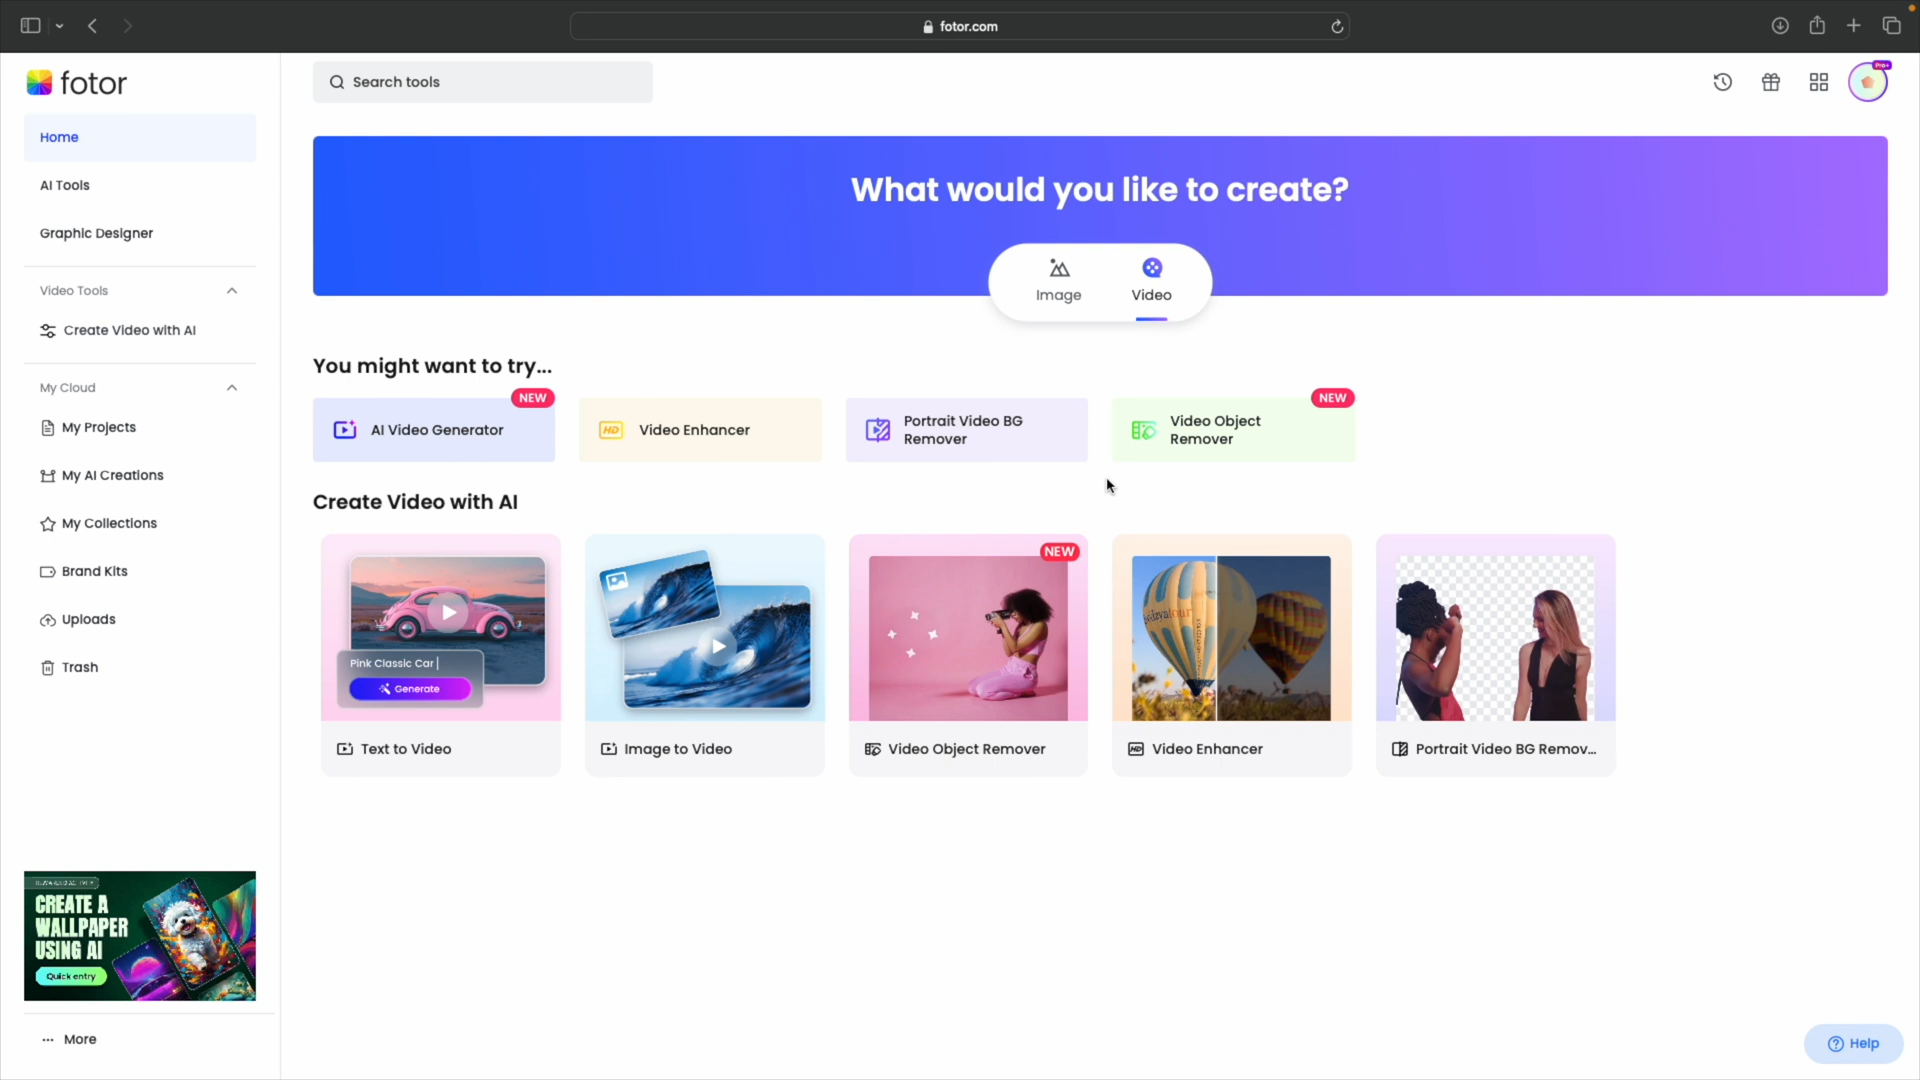 fotor.com
fotor
Search tools
Pro+
Home
AI Tools
Graphic Designer
Video Tools
Create Video with AI
My Cloud
My Projects
My AI Creations
My Collections
Brand Kits
Uploads
Trash
CREATE A
WALLPAPER
USING AI
Quick entry
More
What would you like to create?
Image
Video
You might want to try...
NEW
AI Video Generator
HD
Video Enhancer
Portrait Video BG
Remover
NEW
Video Object
Remover
Create Video with AI
Pink Classic Car
Generate
Text to Video
Image to Video
NEW
Video Object Remover
HD
Video Enhancer
Portrait Video BG Remov...
Help